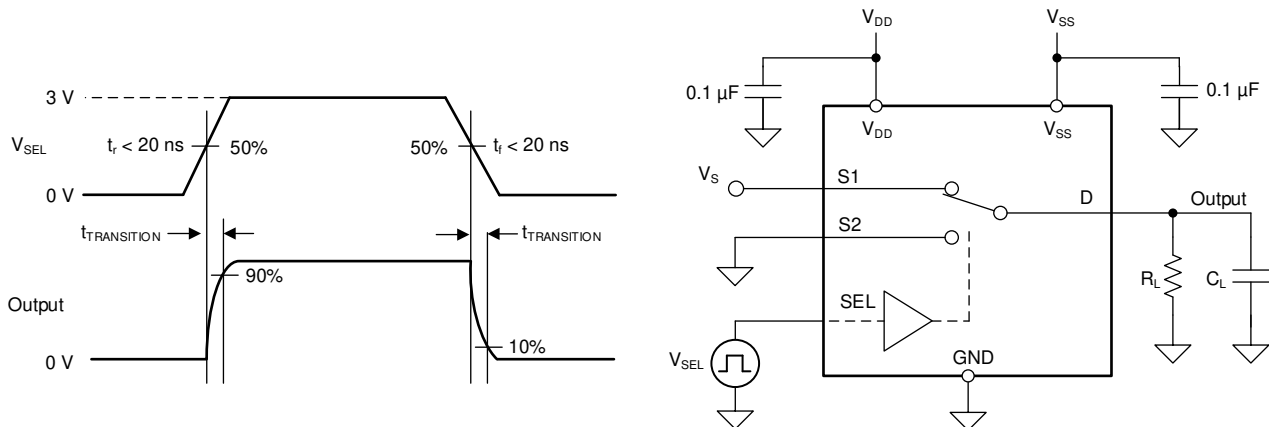 3 V
V_SEL
t_r < 20 ns
50%
50%
t_f < 20 ns
0 V
t_TRANSITION
t_TRANSITION
90%
Output
10%
0 V
V_DD
V_SS
0.1 µF
0.1 µF
V_DD
V_SS
V_S
S1
D
Output
S2
R_L
C_L
SEL
V_SEL
GND